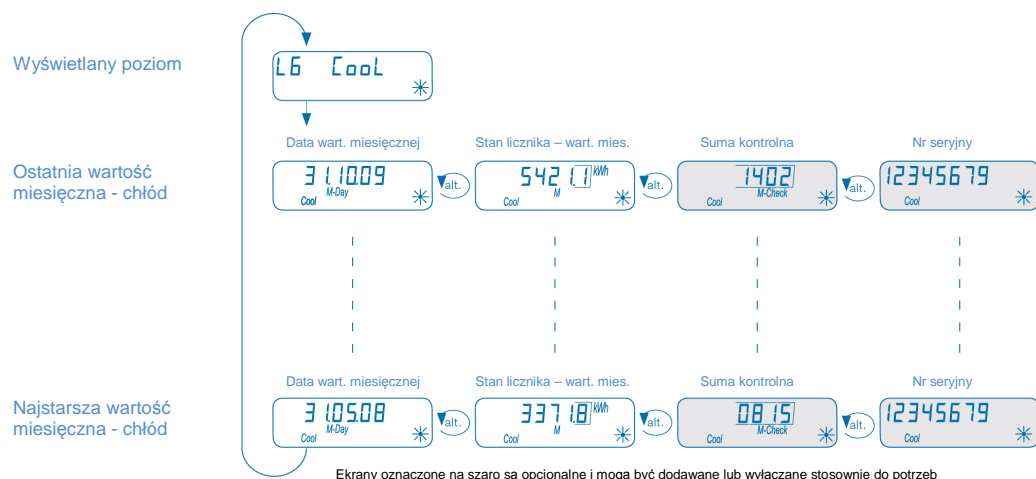 Wyświetlany poziom
L6 Cool
Data wart. miesięcznej Stan licznika – wart. mies. Suma kontrolna Nr seryjny
Ostatnia wartość
miesięczna - chłód
31.10.09
M-Day
Cool
alt.
5421.1 kWh
M
Cool
alt.
1402
M-Check
Cool
alt.
12345679
Cool
Data wart. miesięcznej Stan licznika – wart. mies. Suma kontrolna Nr seryjny
Najstarsza wartość
miesięczna - chłód
31.05.08
M-Day
Cool
alt.
3371.8 kWh
M
Cool
alt.
0815
M-Check
Cool
alt.
12345679
Cool
Ekrany oznaczone na szaro są opcjonalne i mogą być dodawane lub wyłączane stosownie do potrzeb